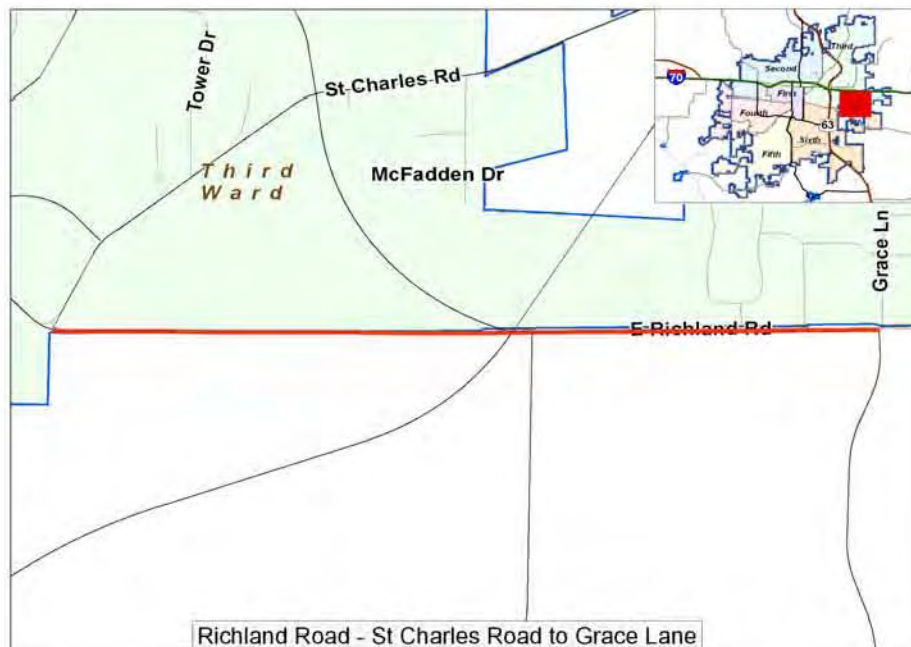 Tower Dr
St Charles Rd
Third
Ward
McFadden Dr
Third
Second
70
First
Fourth
63
Sixth
Fifth
Grace Ln
E Richland Rd
Richland Road - St Charles Road to Grace Lane